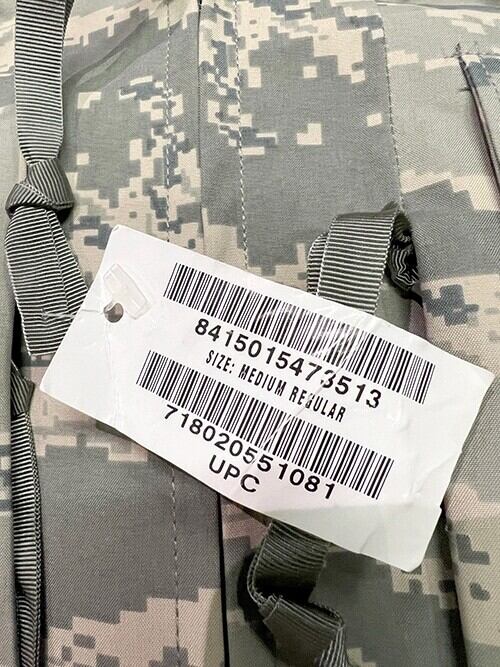 8415015473513
SIZE: MEDIUM REGULAR
718020551081
UPC